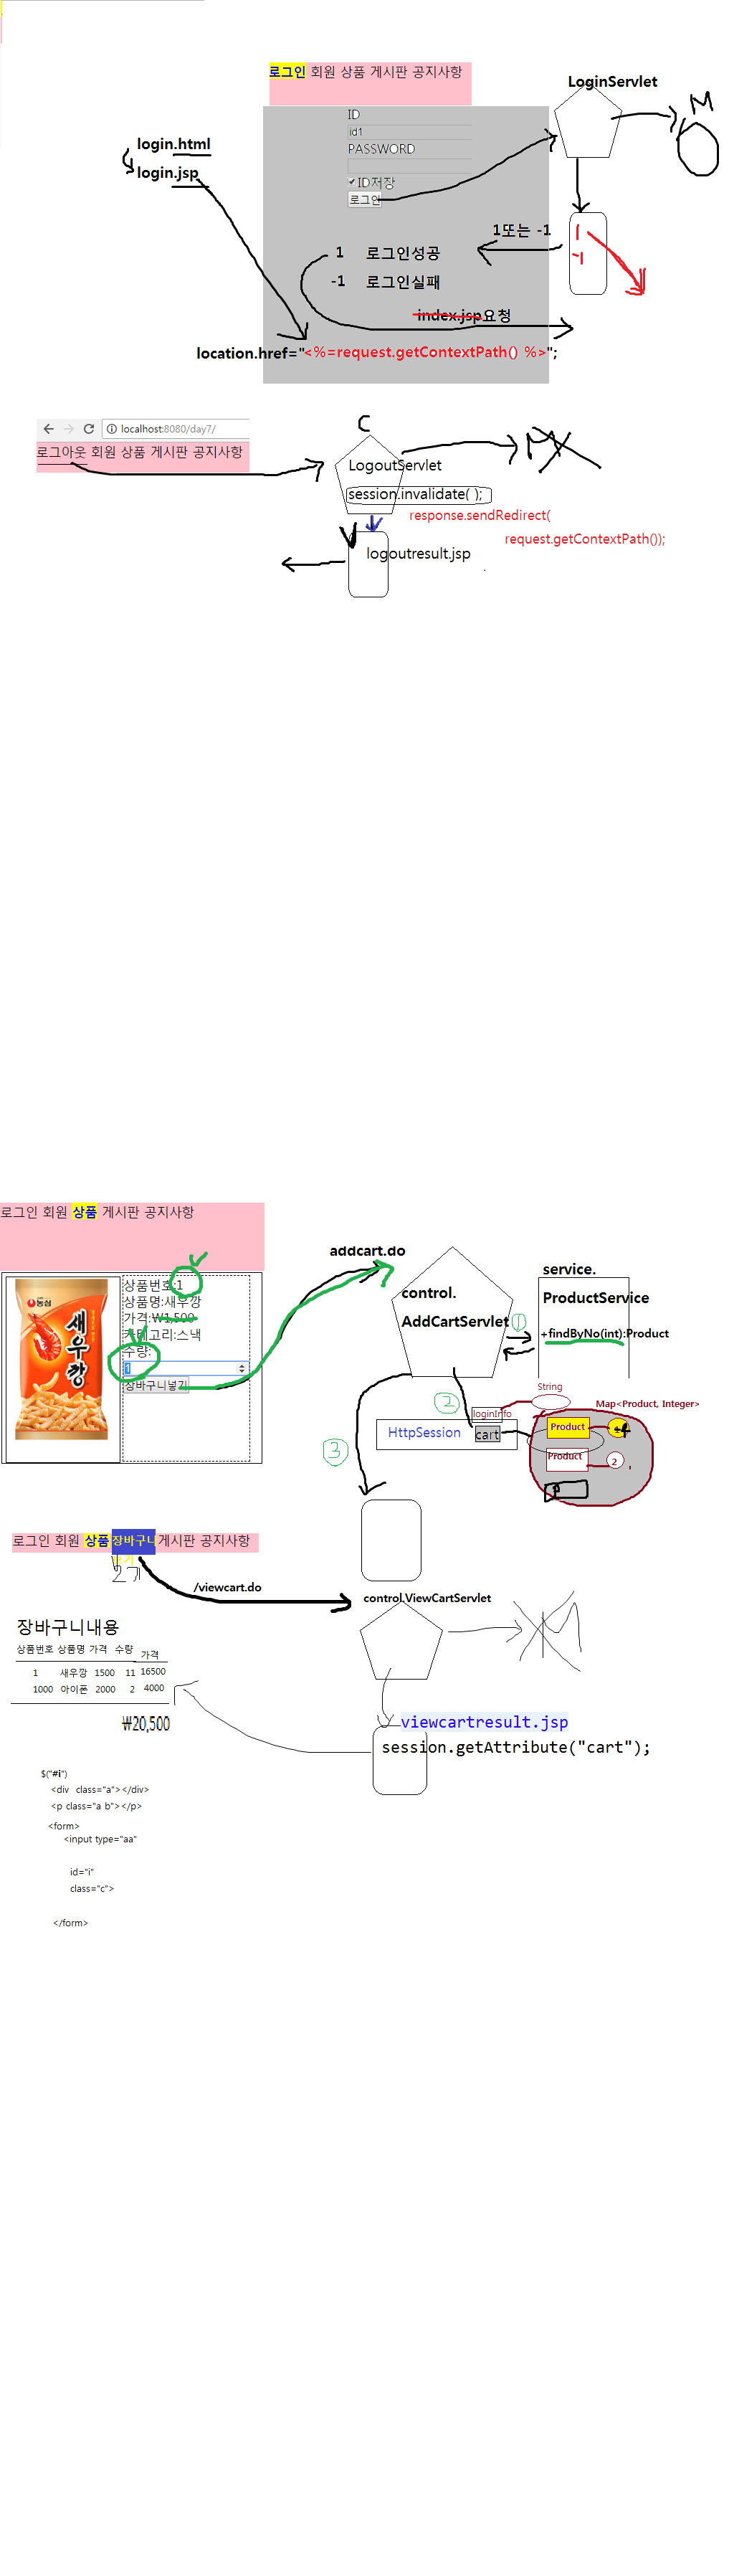 로그인 회원 상품 게시판 공지사항
LoginServlet
M
ID
id1
PASSWORD
ID저장
로그인
login.html
login.jsp
1또는 -1
1
-1
1 로그인성공
-1 로그인실패
index.jsp요청
location.href="<%=request.getContextPath() %>";
localhost:8080/day7/
로그아웃 회원 상품 게시판 공지사항
C
LogoutServlet
session.invalidate( );
response.sendRedirect(
request.getContextPath());
logoutresult.jsp
로그인 회원 상품 게시판 공지사항
농심
새우깡
상품번호:1
상품명:새우깡
가격:₩1,500
카테고리:스낵
수량:
1
장바구니넣기
addcart.do
control.
AddCartServlet
service.
ProductService
+findByNo(int):Product
①
②
③
String
loginInfo
HttpSession
cart
Map<Product, Integer>
Product
Product
2
로그인 회원 상품 장바구니 게시판 공지사항
보기
/viewcart.do
control.ViewCartServlet
장바구니내용
상품번호 상품명 가격 수량 가격
1 새우깡 1500 11 16500
1000 아이폰 2000 2 4000
₩20,500
viewcartresult.jsp
session.getAttribute("cart");
$("#i")
<div class="a"></div>
<p class="a b"></p>
<form>
<input type="aa"
id="i"
class="c">
</form>